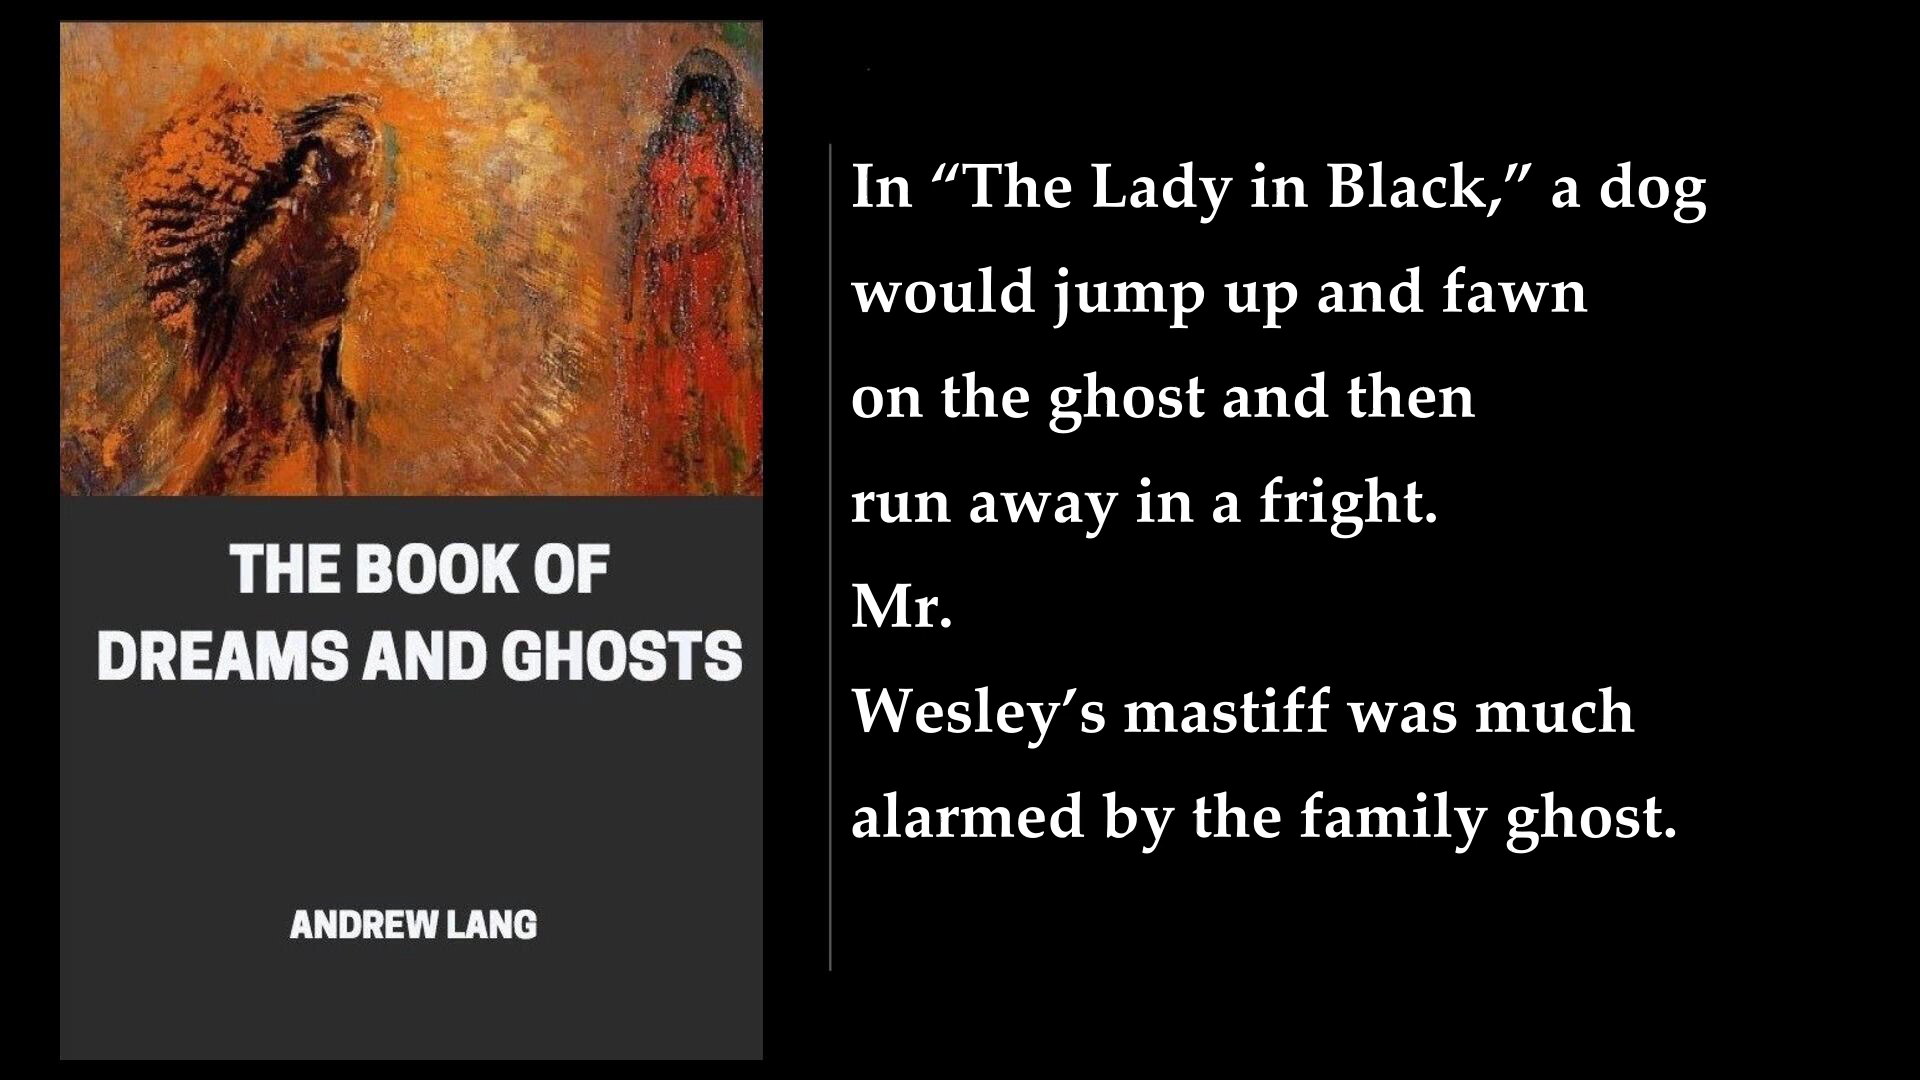 THE BOOK OF
DREAMS AND GHOSTS
ANDREW LANG
In “The Lady in Black,” a dog
would jump up and fawn
on the ghost and then
run away in a fright.
Mr.
Wesley’s mastiff was much
alarmed by the family ghost.